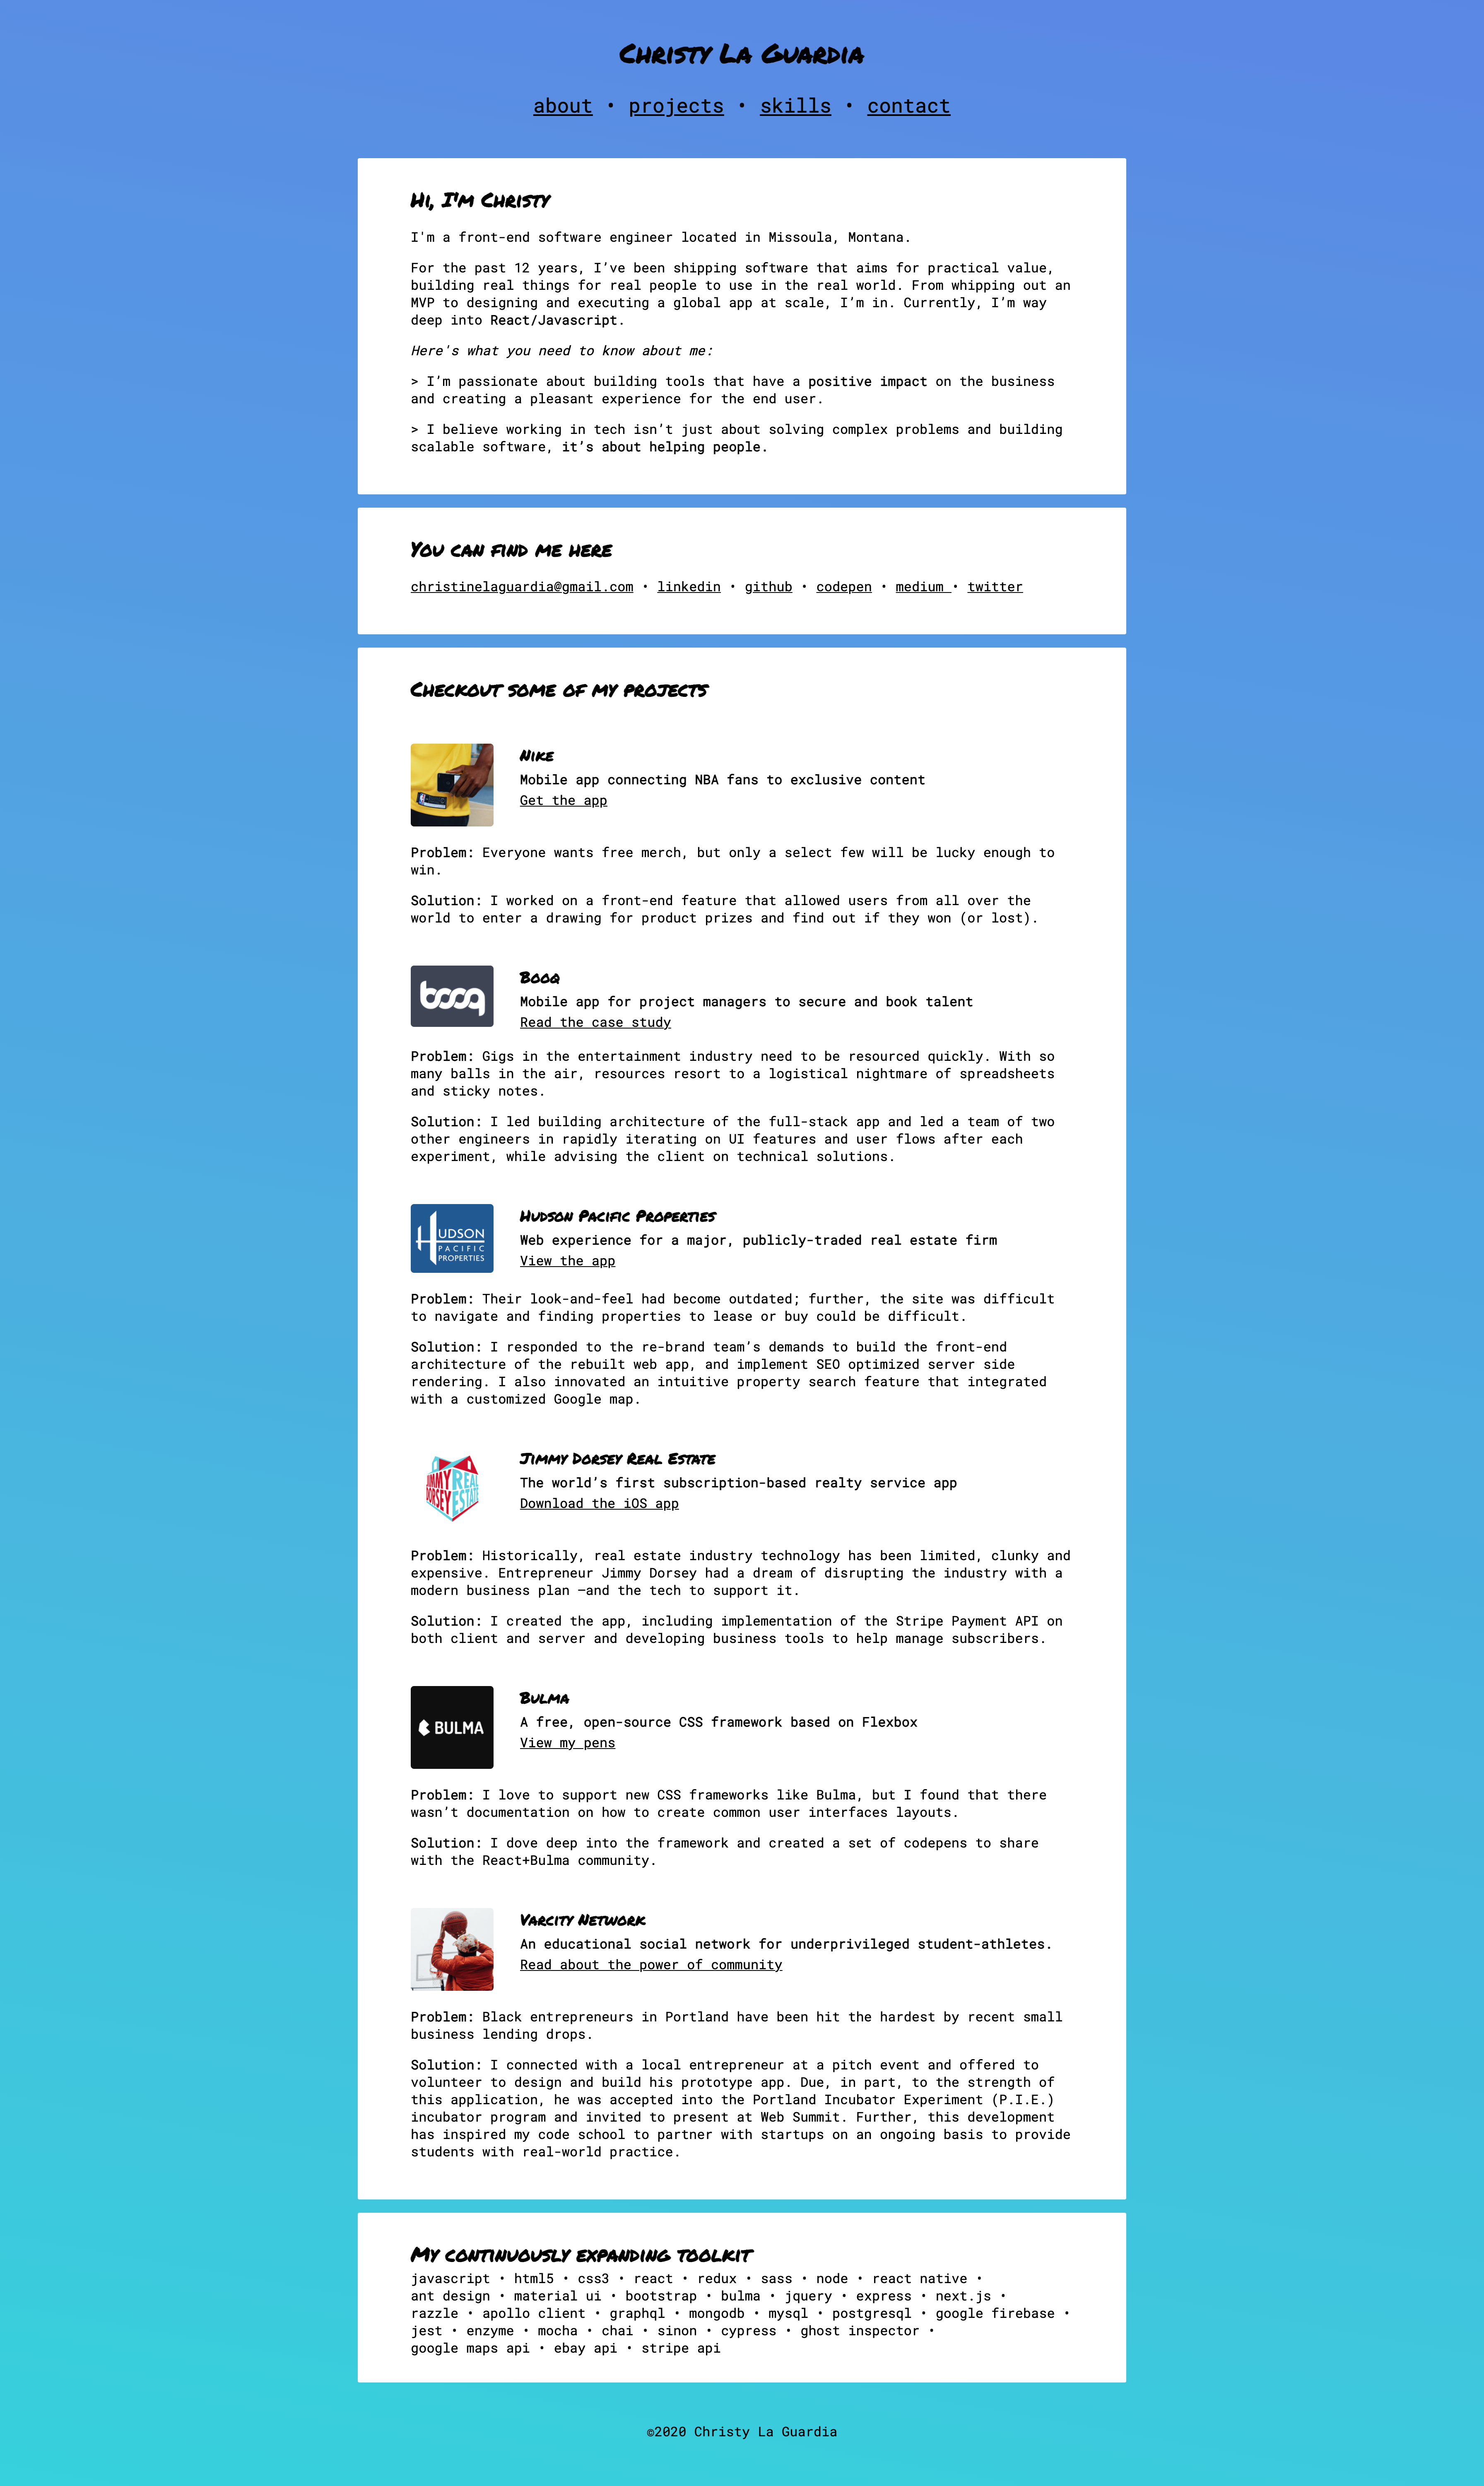 Christy La Guardia
about • projects • skills • contact
Hi, I'm Christy
I'm a front-end software engineer located in Missoula, Montana.
For the past 12 years, I’ve been shipping software that aims for practical value,
building real things for real people to use in the real world. From whipping out an
MVP to designing and executing a global app at scale, I’m in. Currently, I’m way
deep into React/Javascript.
Here's what you need to know about me:
> I’m passionate about building tools that have a positive impact on the business
and creating a pleasant experience for the end user.
> I believe working in tech isn’t just about solving complex problems and building
scalable software, it’s about helping people.
You can find me here
christinelaguardia@gmail.com • linkedin • github • codepen • medium • twitter
Checkout some of my projects
Nike
Mobile app connecting NBA fans to exclusive content
Get the app
Problem: Everyone wants free merch, but only a select few will be lucky enough to
win.
Solution: I worked on a front-end feature that allowed users from all over the
world to enter a drawing for product prizes and find out if they won (or lost).
booq
Booq
Mobile app for project managers to secure and book talent
Read the case study
Problem: Gigs in the entertainment industry need to be resourced quickly. With so
many balls in the air, resources resort to a logistical nightmare of spreadsheets
and sticky notes.
Solution: I led building architecture of the full-stack app and led a team of two
other engineers in rapidly iterating on UI features and user flows after each
experiment, while advising the client on technical solutions.
HUDSON
PACIFIC
PROPERTIES
Hudson Pacific Properties
Web experience for a major, publicly-traded real estate firm
View the app
Problem: Their look-and-feel had become outdated; further, the site was difficult
to navigate and finding properties to lease or buy could be difficult.
Solution: I responded to the re-brand team’s demands to build the front-end
architecture of the rebuilt web app, and implement SEO optimized server side
rendering. I also innovated an intuitive property search feature that integrated
with a customized Google map.
JIMMY REAL
DORSEY ESTATE
Jimmy Dorsey Real Estate
The world’s first subscription-based realty service app
Download the iOS app
Problem: Historically, real estate industry technology has been limited, clunky and
expensive. Entrepreneur Jimmy Dorsey had a dream of disrupting the industry with a
modern business plan —and the tech to support it.
Solution: I created the app, including implementation of the Stripe Payment API on
both client and server and developing business tools to help manage subscribers.
BULMA
Bulma
A free, open-source CSS framework based on Flexbox
View my pens
Problem: I love to support new CSS frameworks like Bulma, but I found that there
wasn’t documentation on how to create common user interfaces layouts.
Solution: I dove deep into the framework and created a set of codepens to share
with the React+Bulma community.
Varcity Network
An educational social network for underprivileged student-athletes.
Read about the power of community
Problem: Black entrepreneurs in Portland have been hit the hardest by recent small
business lending drops.
Solution: I connected with a local entrepreneur at a pitch event and offered to
volunteer to design and build his prototype app. Due, in part, to the strength of
this application, he was accepted into the Portland Incubator Experiment (P.I.E.)
incubator program and invited to present at Web Summit. Further, this development
has inspired my code school to partner with startups on an ongoing basis to provide
students with real-world practice.
My continuously expanding toolkit
javascript • html5 • css3 • react • redux • sass • node • react native •
ant design • material ui • bootstrap • bulma • jquery • express • next.js •
razzle • apollo client • graphql • mongodb • mysql • postgresql • google firebase •
jest • enzyme • mocha • chai • sinon • cypress • ghost inspector •
google maps api • ebay api • stripe api
©2020 Christy La Guardia